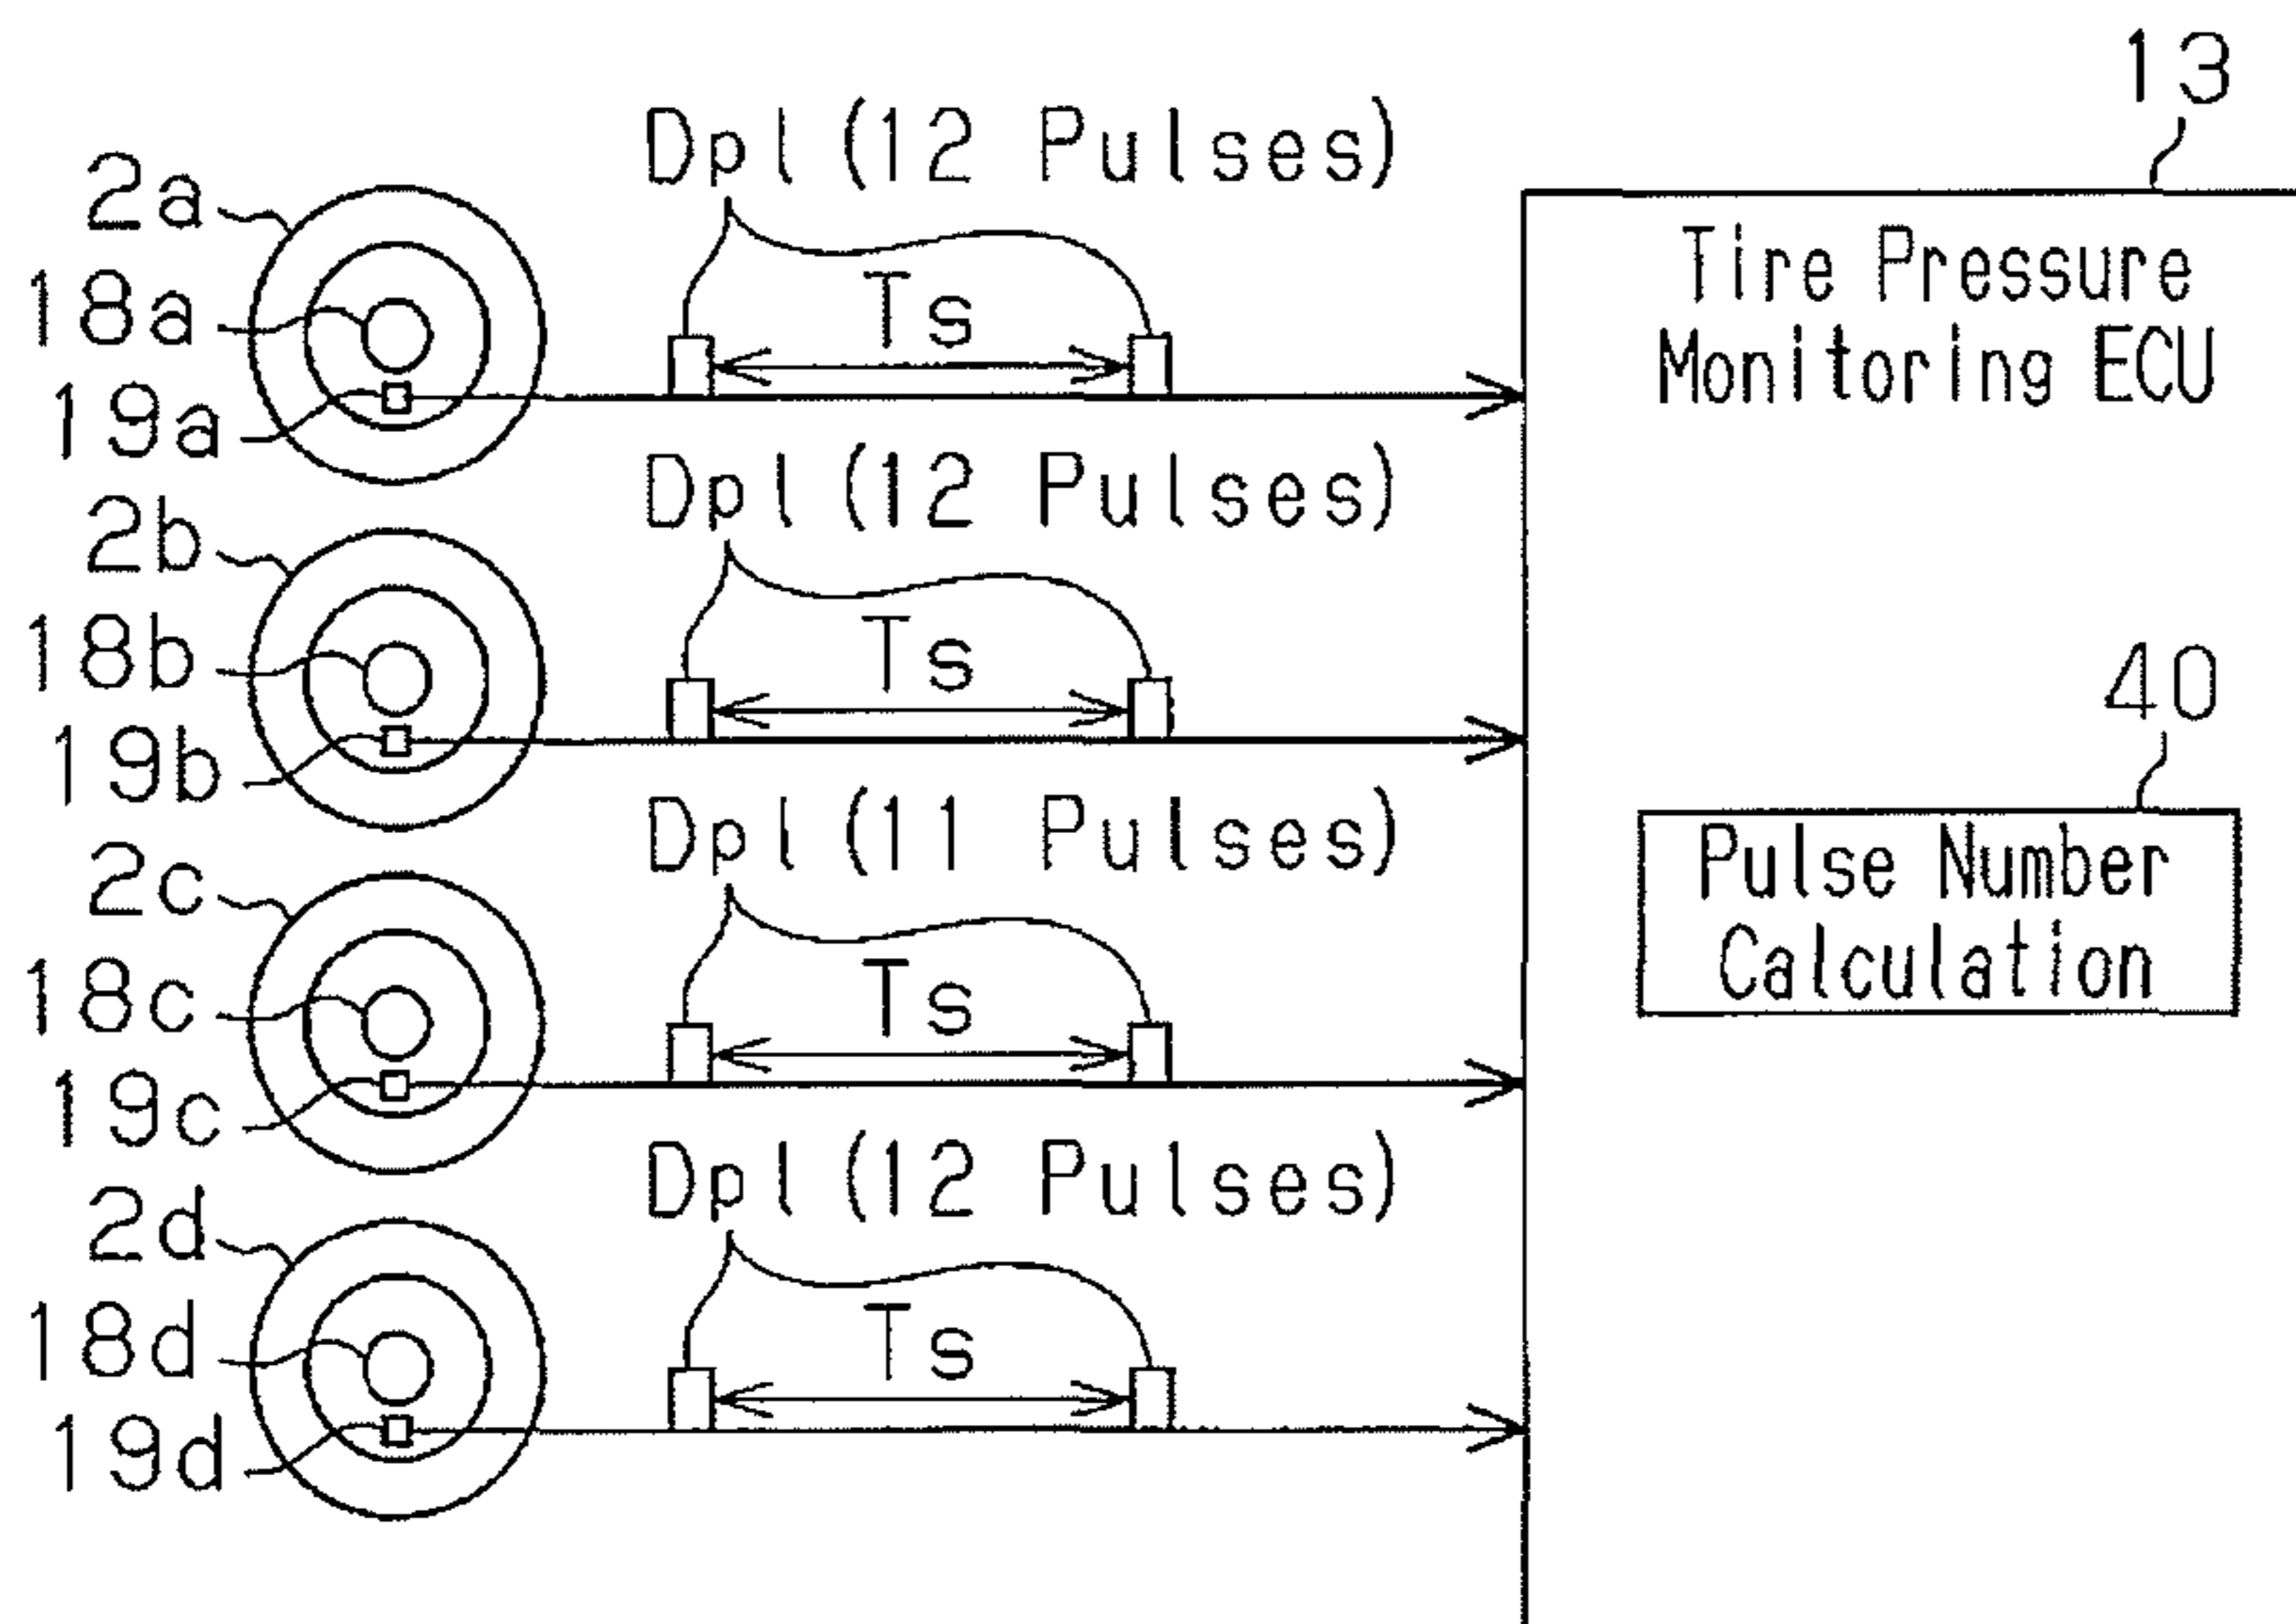 13
Dpl (12 Pulses)
2a
18a
19a
Ts
Tire Pressure
Monitoring ECU
Dpl (12 Pulses)
2b
18b
19b
Ts
40
Pulse Number
Calculation
Dpl (11 Pulses)
2c
18c
19c
Ts
Dpl (12 Pulses)
2d
18d
19d
Ts